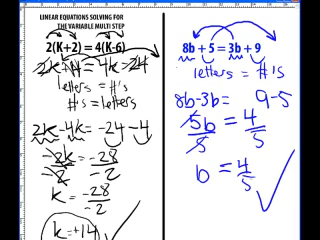 LINEAR EQUATIONS SOLVING FOR
THE VARIABLE MULTI STEP
2(K+2) = 4(K-6)
2K + 4 = 4K - 24
letters = #'s
#'s = letters
2K - 4K = -24 - 4
-2K = -28
-2 -2
K = -28
-2
K = +14
8b + 5 = 3b + 9
letters = #'s
8b - 3b = 9 - 5
5b = 4
5 5
b = 4
5